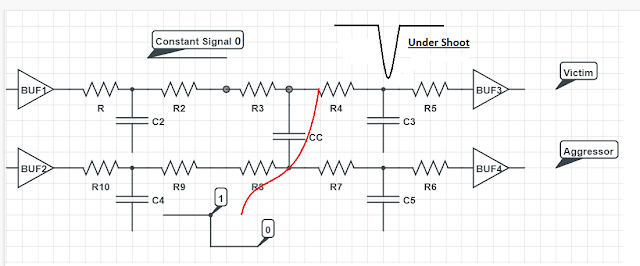 Constant Signal 0
Under Shoot
Victim
BUF1
R
R2
R3
R4
R5
BUF3
C2
C3
CC
Aggressor
BUF2
R10
R9
R8
R7
R6
BUF4
C4
C5
1
0